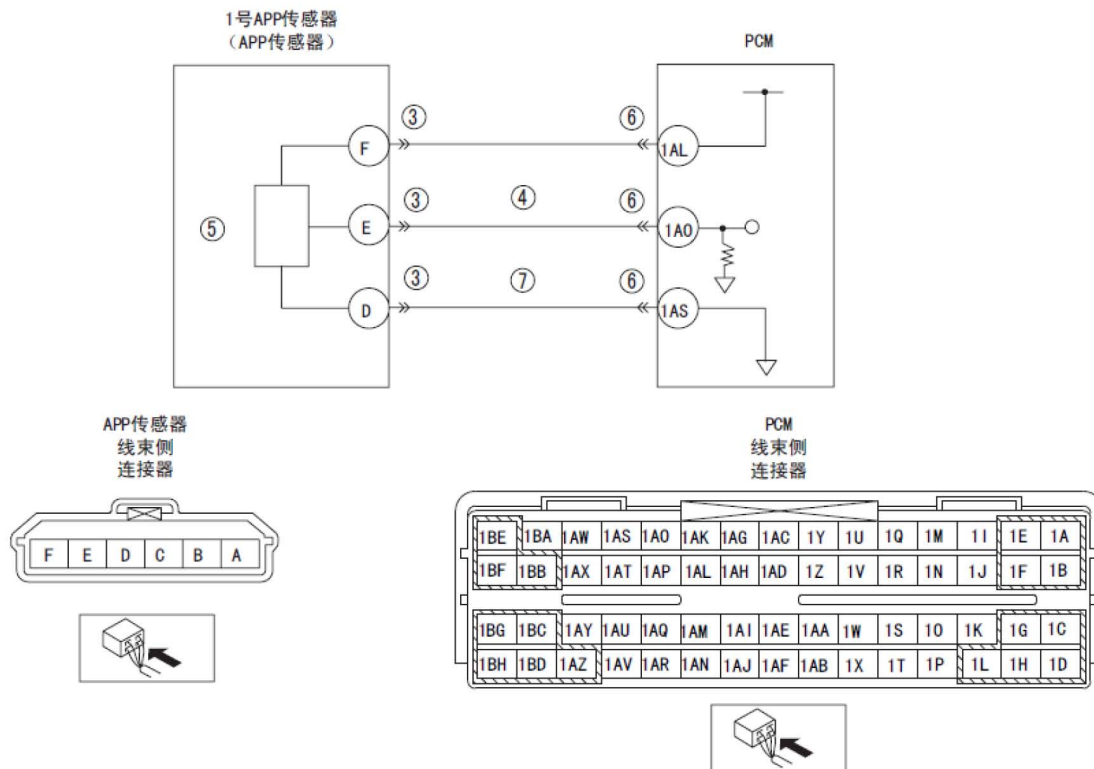 1号APP传感器
（APP传感器）
PCM
③ ⑥
F 1AL
③ ④ ⑥
⑤ E 1AO
③ ⑦ ⑥
D 1AS
APP传感器
线束侧
连接器
F E D C B A
PCM
线束侧
连接器
1BE 1BA 1AW 1AS 1AO 1AK 1AG 1AC 1Y 1U 1Q 1M 1I 1E 1A
1BF 1BB 1AX 1AT 1AP 1AL 1AH 1AD 1Z 1V 1R 1N 1J 1F 1B
1BG 1BC 1AY 1AU 1AQ 1AM 1AI 1AE 1AA 1W 1S 1O 1K 1G 1C
1BH 1BD 1AZ 1AV 1AR 1AN 1AJ 1AF 1AB 1X 1T 1P 1L 1H 1D